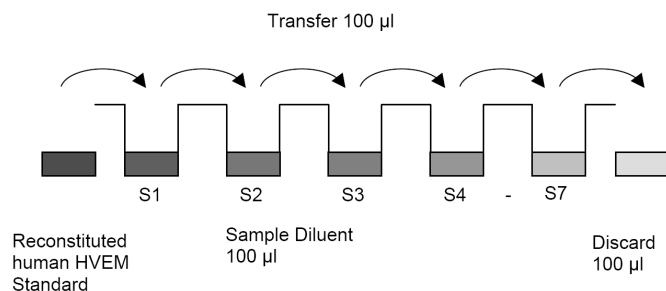 Transfer 100 µl
S1 S2 S3 S4 - S7
Reconstituted
human HVEM
Standard
Sample Diluent
100 µl
Discard
100 µl